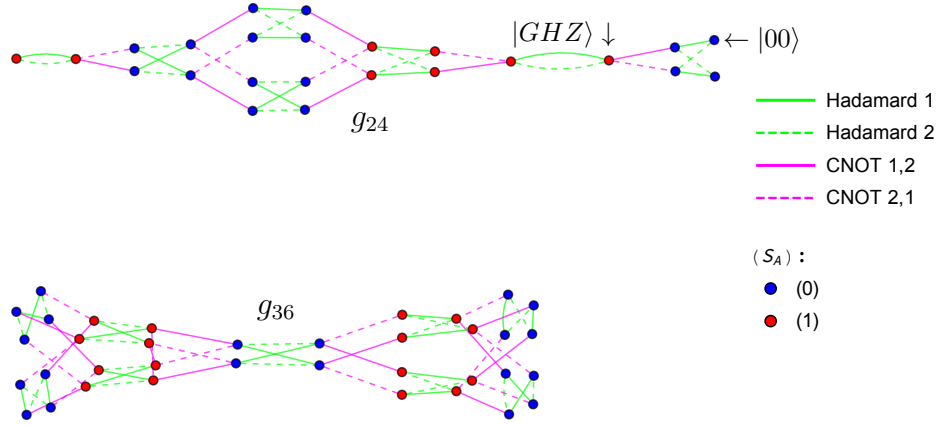 |GHZ⟩ ↓
← |00⟩
g₂₄
Hadamard 1
Hadamard 2
CNOT 1,2
CNOT 2,1
(S_A) :
(0)
(1)
g₃₆